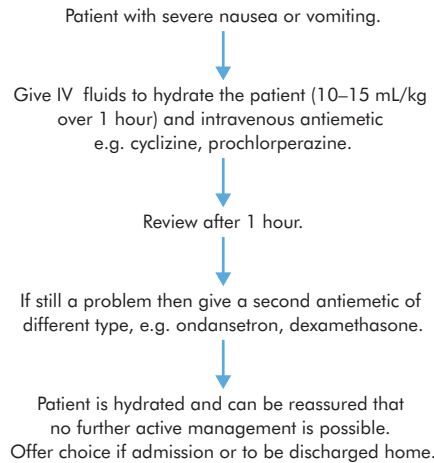 Patient with severe nausea or vomiting.
Give IV fluids to hydrate the patient (10–15 mL/kg
over 1 hour) and intravenous antiemetic
e.g. cyclizine, prochlorperazine.
Review after 1 hour.
If still a problem then give a second antiemetic of
different type, e.g. ondansetron, dexamethasone.
Patient is hydrated and can be reassured that
no further active management is possible.
Offer choice if admission or to be discharged home.